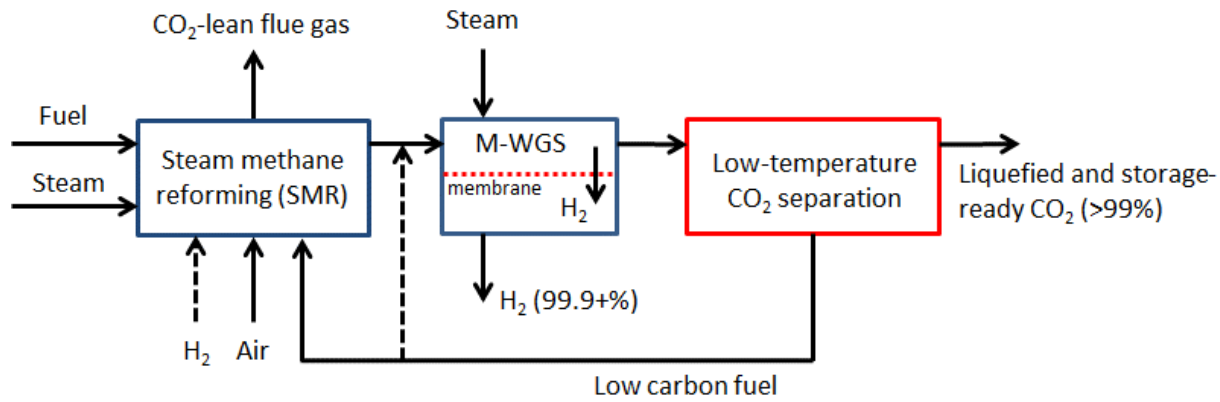 CO₂-lean flue gas
Steam
Fuel
Steam
Steam methane
reforming (SMR)
M-WGS
membrane
H₂
Low-temperature
CO₂ separation
Liquefied and storage-
ready CO₂ (>99%)
H₂ (99.9+%)
H₂
Air
Low carbon fuel